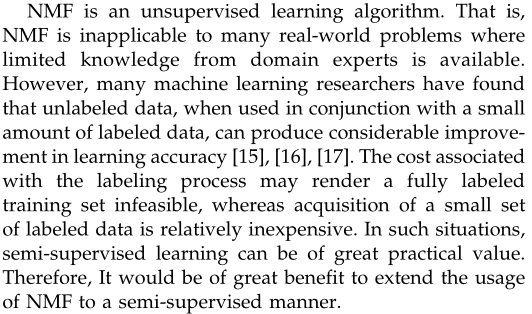 NMF is an unsupervised learning algorithm. That is,
NMF is inapplicable to many real-world problems where
limited knowledge from domain experts is available.
However, many machine learning researchers have found
that unlabeled data, when used in conjunction with a small
amount of labeled data, can produce considerable improve-
ment in learning accuracy [15], [16], [17]. The cost associated
with the labeling process may render a fully labeled
training set infeasible, whereas acquisition of a small set
of labeled data is relatively inexpensive. In such situations,
semi-supervised learning can be of great practical value.
Therefore, It would be of great benefit to extend the usage
of NMF to a semi-supervised manner.